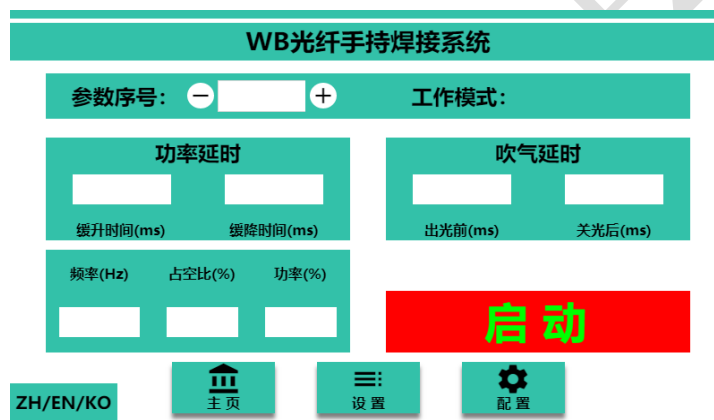 WB光纤手持焊接系统
参数序号: − + 工作模式:
功率延时
缓升时间(ms) 缓降时间(ms)
吹气延时
出光前(ms) 关光后(ms)
频率(Hz) 占空比(%) 功率(%)
启动
ZH/EN/KO
主页
设置
配置